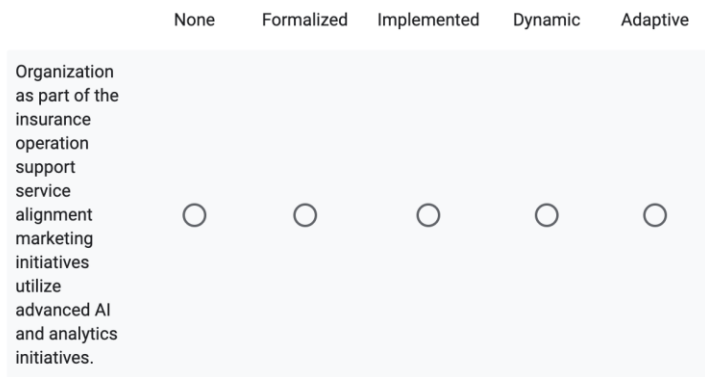 None Formalized Implemented Dynamic Adaptive
Organization
as part of the
insurance
operation
support
service
alignment
marketing
initiatives
utilize
advanced AI
and analytics
initiatives.